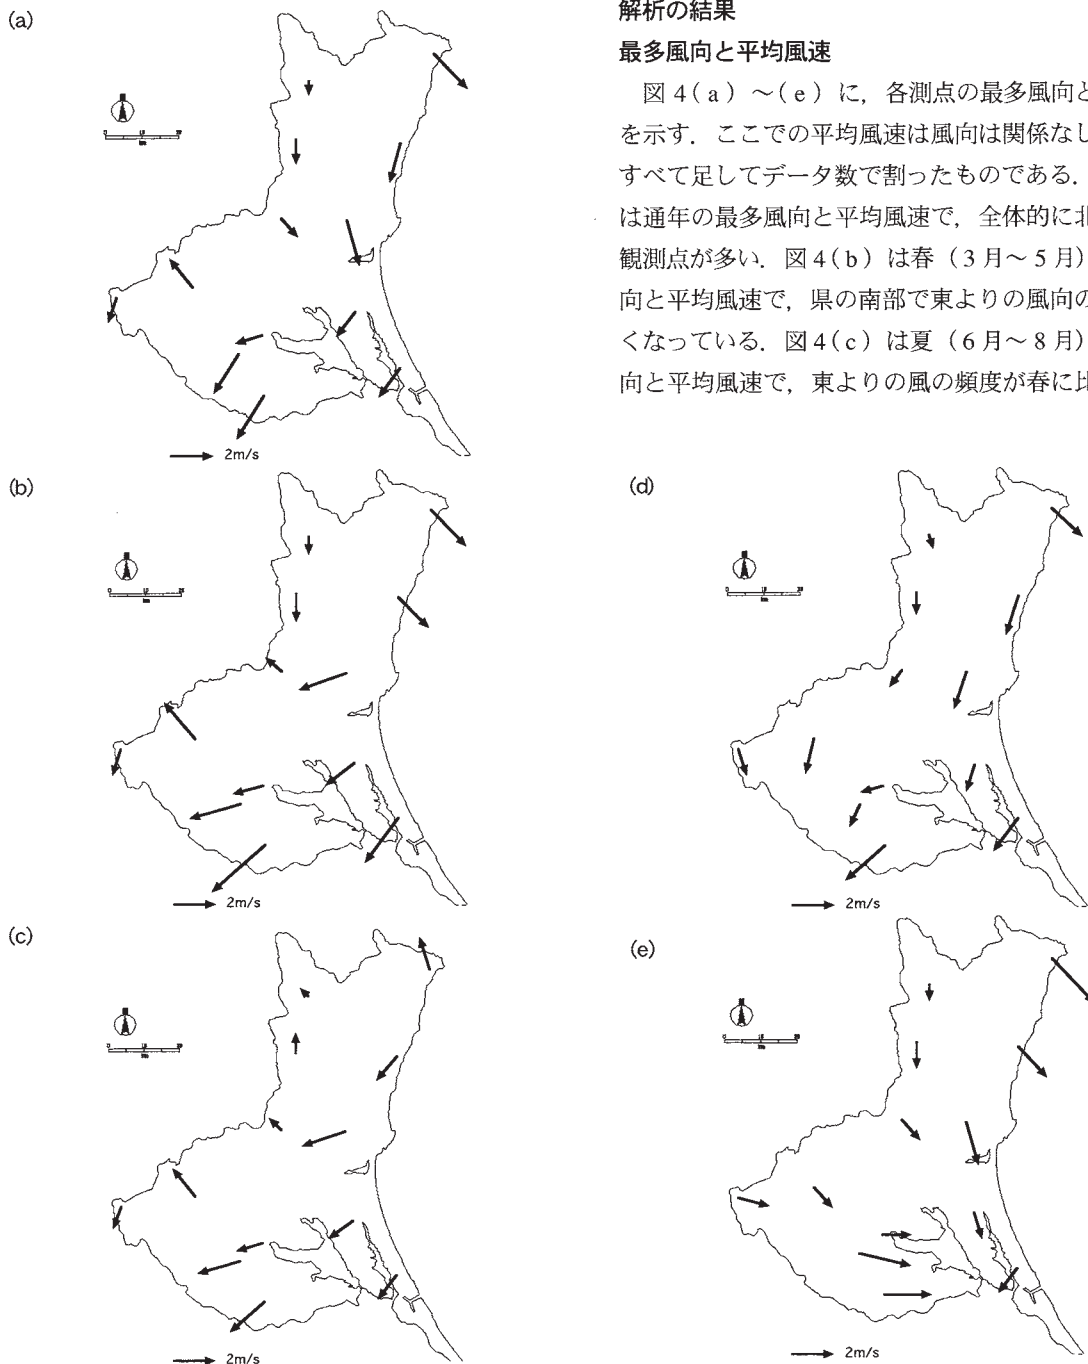 (a)
2m/s
解析の結果
最多風向と平均風速
図4(a)~(e)に,各測点の最多風向と
を示す.ここでの平均風速は風向は関係なし
すべて足してデータ数で割ったものである.
は通年の最多風向と平均風速で,全体的に北
観測点が多い.図4(b)は春(3月~5月)
向と平均風速で,県の南部で東よりの風向の
くなっている.図4(c)は夏(6月~8月)
向と平均風速で,東よりの風の頻度が春に比
(b)
2m/s
(d)
2m/s
(c)
2m/s
(e)
2m/s